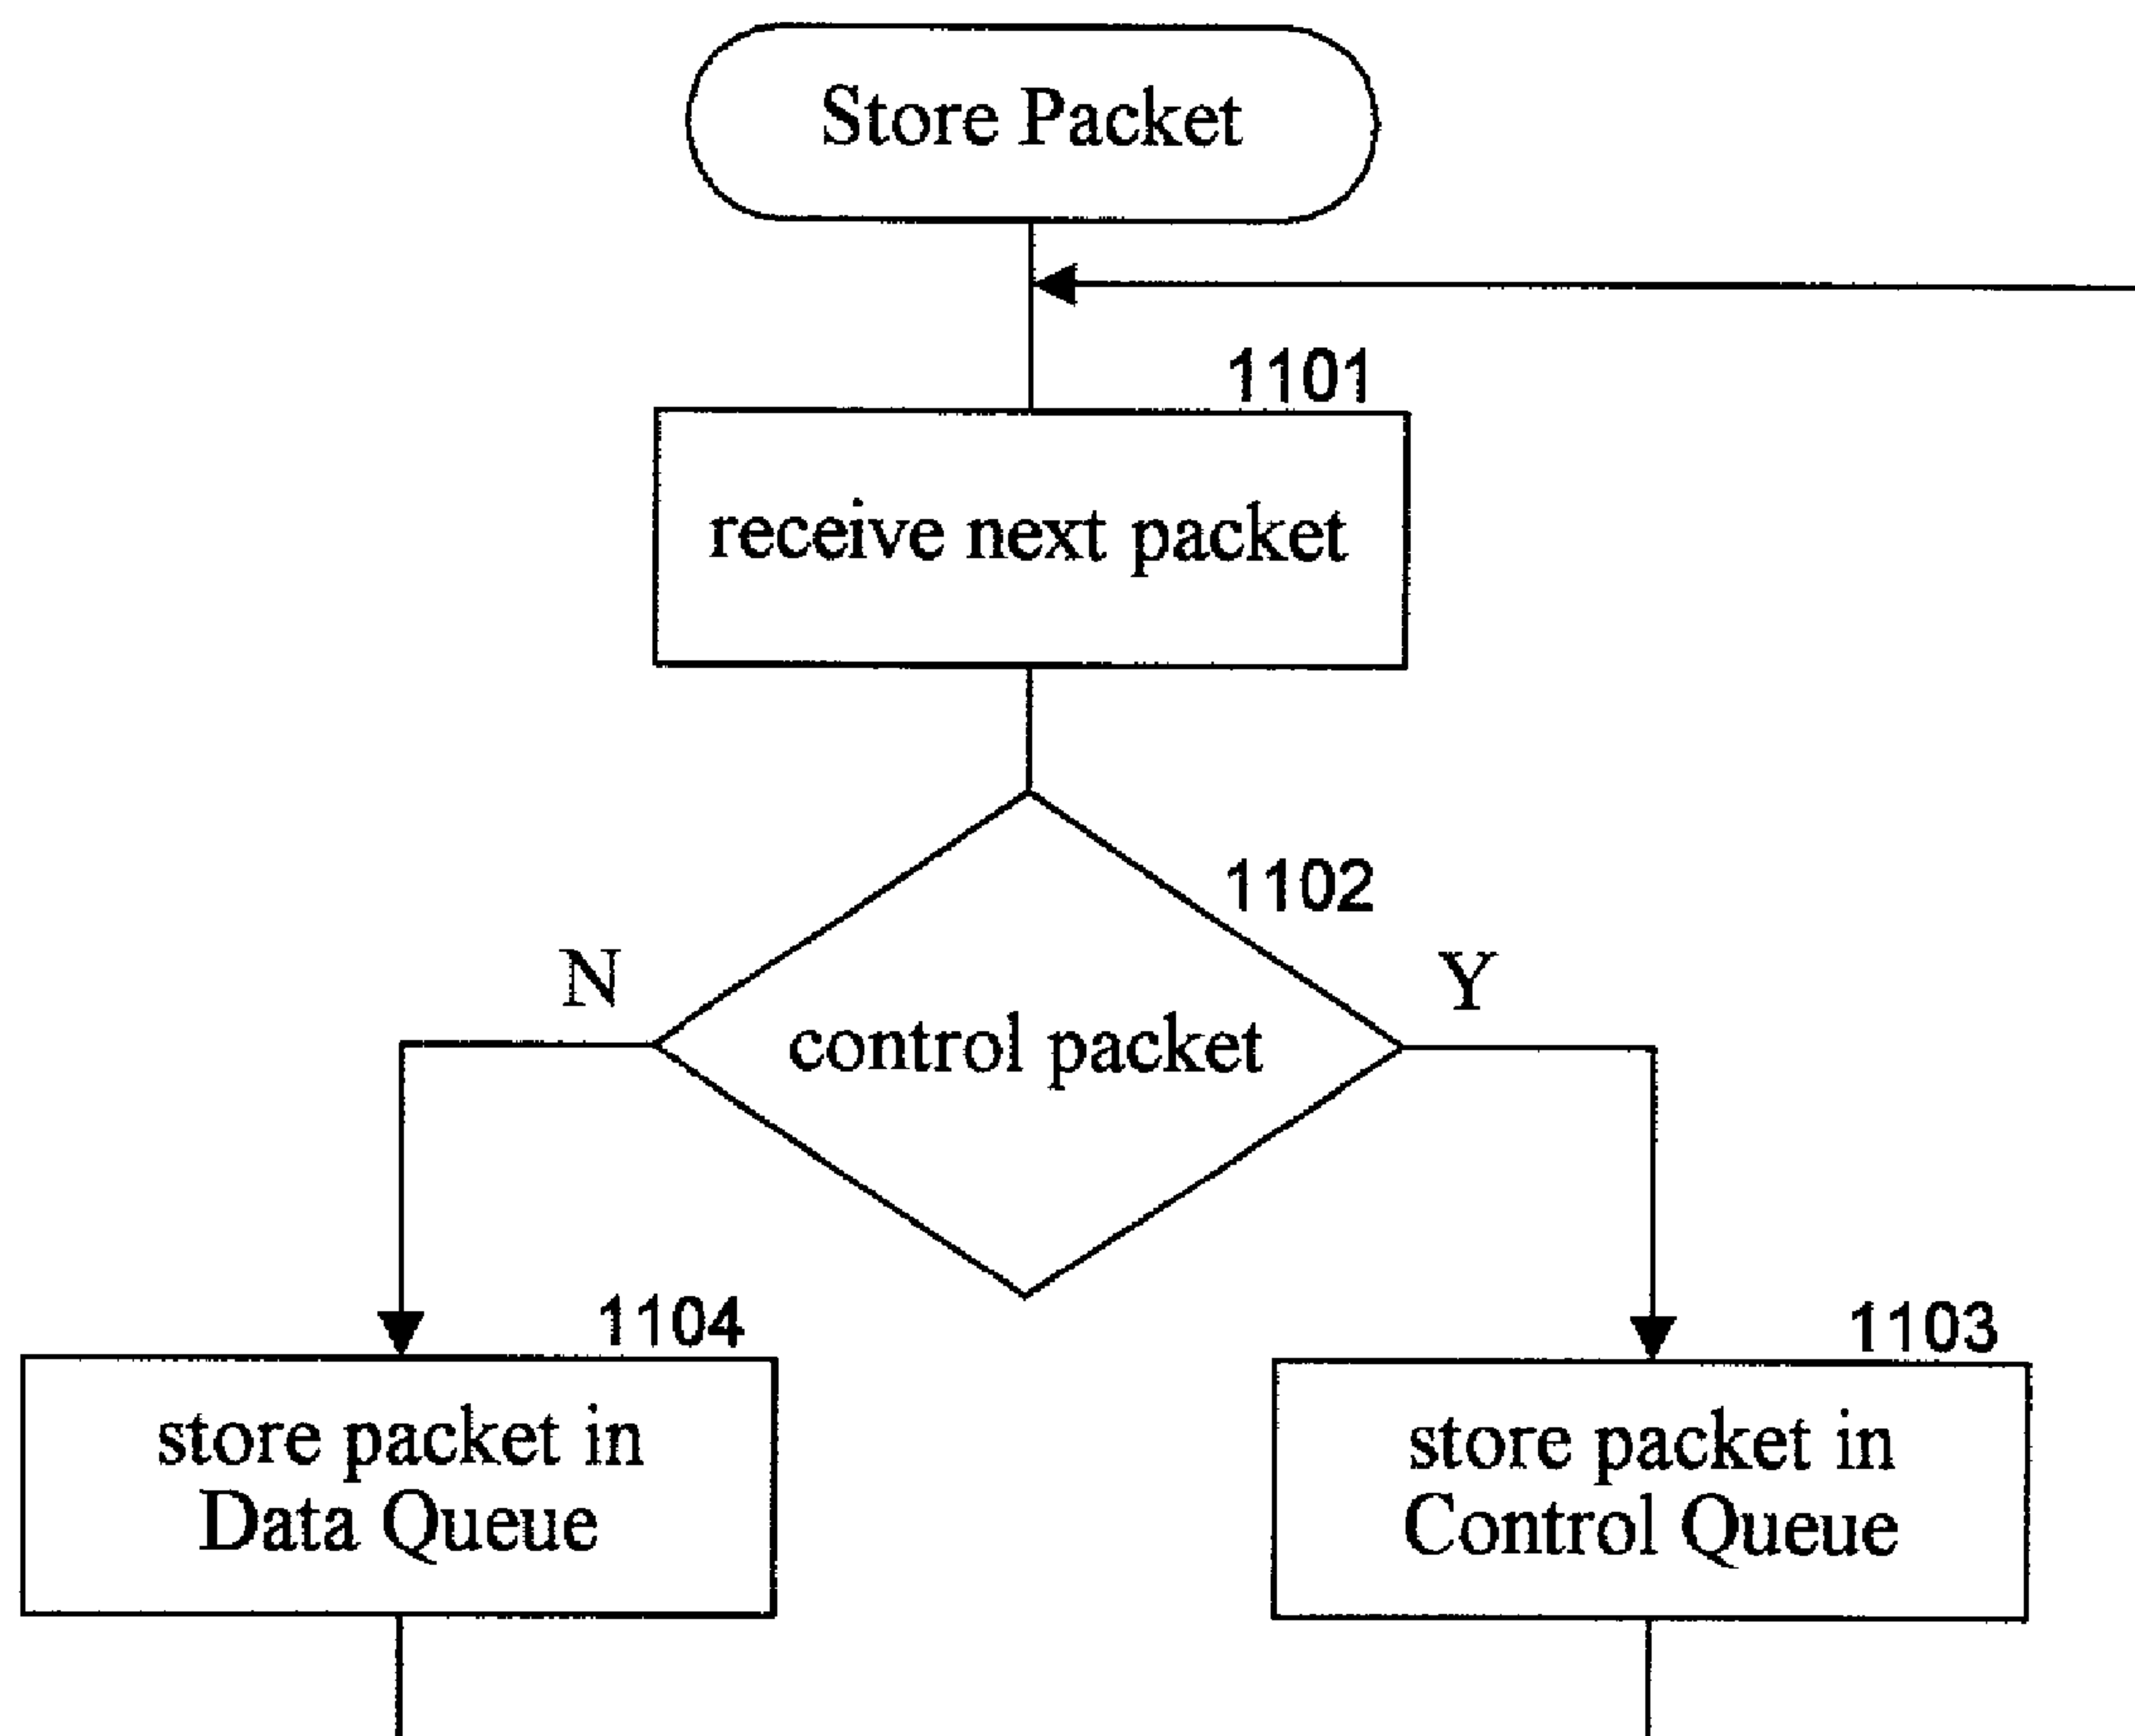 Store Packet
1101
receive next packet
1102
N
Y
control packet
1104
1103
store packet in
Data Queue
store packet in
Control Queue